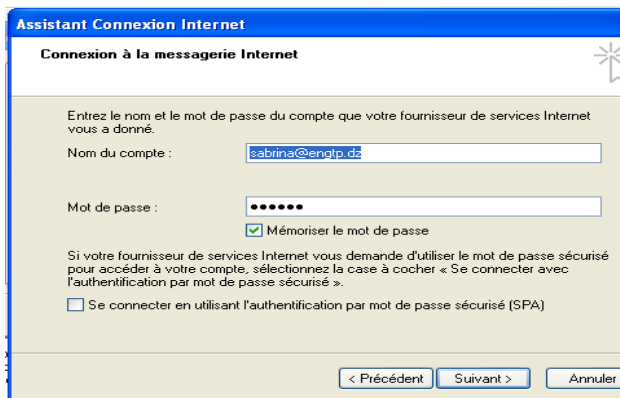 Assistant Connexion Internet
Connexion à la messagerie Internet
Entrez le nom et le mot de passe du compte que votre fournisseur de services Internet
vous a donné.
Nom du compte :
sabrina@engtp.dz
Mot de passe :
●●●●●●
Mémoriser le mot de passe
Si votre fournisseur de services Internet vous demande d'utiliser le mot de passe sécurisé
pour accéder à votre compte, sélectionnez la case à cocher « Se connecter avec
l'authentification par mot de passe sécurisé ».
Se connecter en utilisant l'authentification par mot de passe sécurisé (SPA)
< Précédent Suivant > Annuler